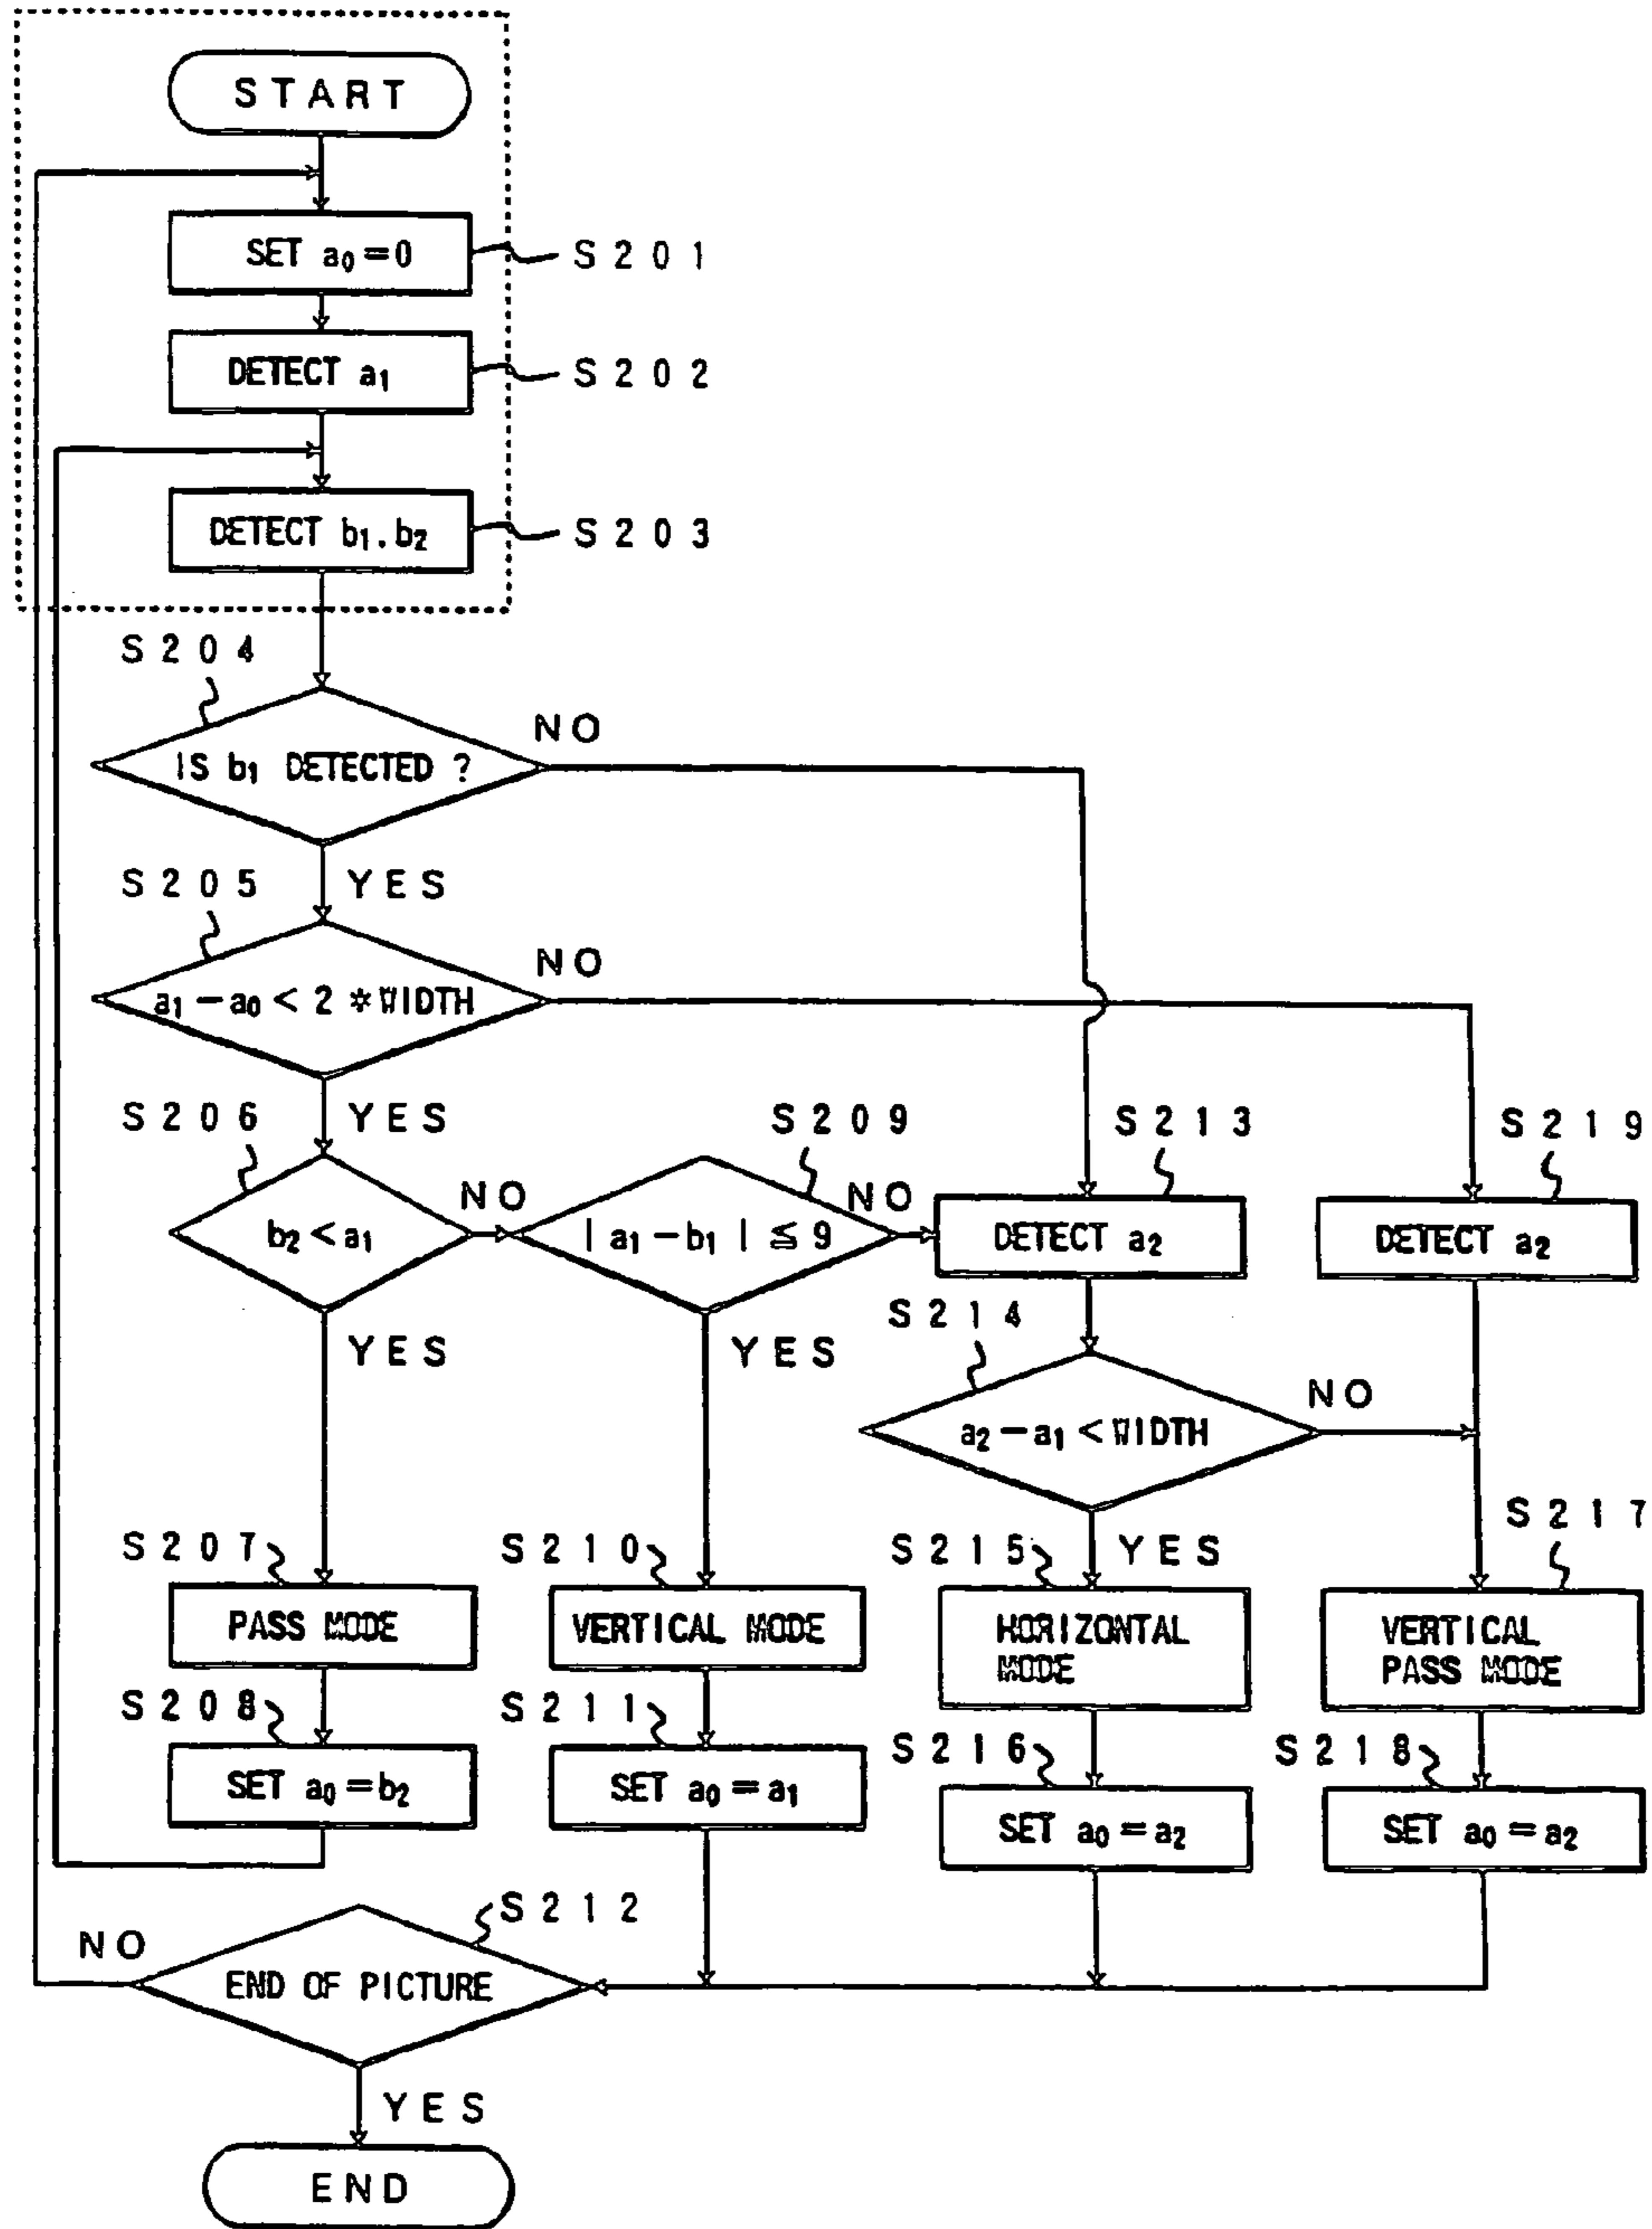 START
SET a₀=0
S201
DETECT a₁
S202
DETECT b₁.b₂
S203
S204
IS b₁ DETECTED ?
NO
YES
S205
a₁−a₀<2*WIDTH
NO
YES
S206
b₂<a₁
NO
YES
S209
|a₁−b₁|≦9
NO
YES
S213
DETECT a₂
S219
DETECT a₂
S214
a₂−a₁<WIDTH
NO
YES
S207
PASS MODE
S210
VERTICAL MODE
S215
HORIZONTAL
MODE
S217
VERTICAL
PASS MODE
S208
SET a₀=b₂
S211
SET a₀=a₁
S216
SET a₀=a₂
S218
SET a₀=a₂
S212
END OF PICTURE
NO
YES
END